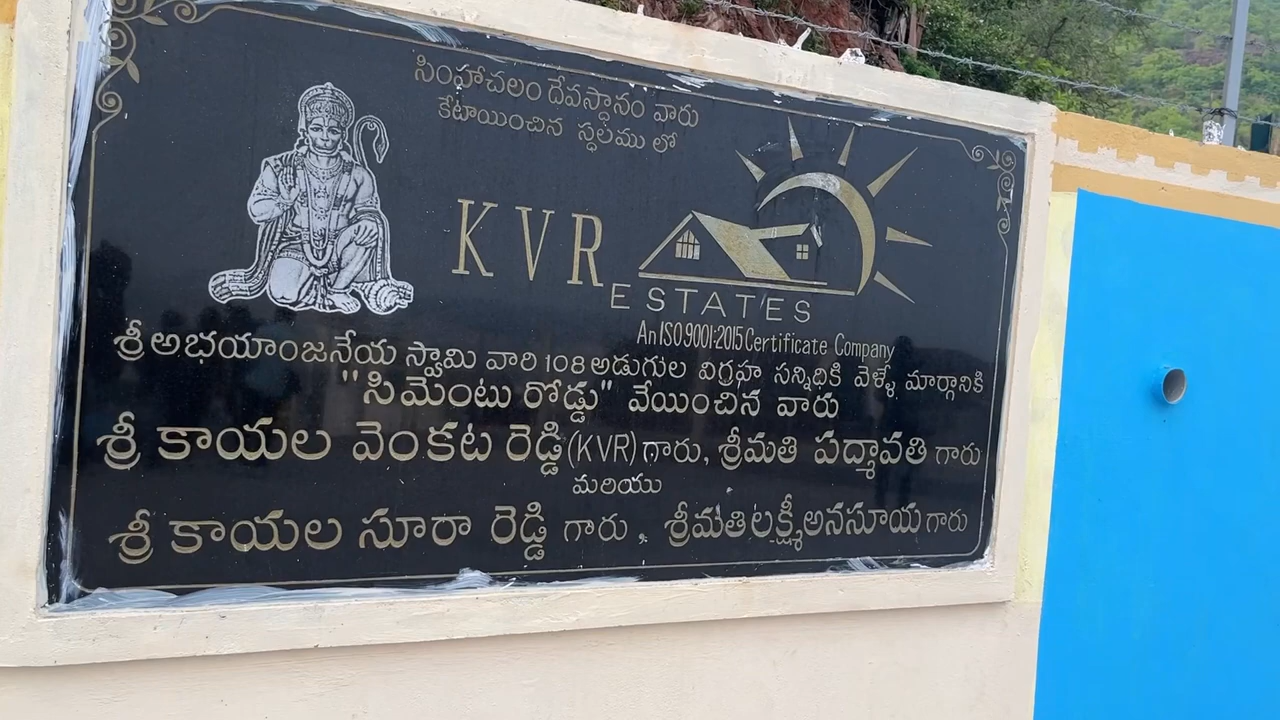 సింహాచలం దేవస్థానం వారు
కేటాయించిన స్థలము లో
KVR
ESTATES
An ISO 9001:2015 Certificate Company
శ్రీ అభయాంజనేయ స్వామి వారి 108 అడుగుల విగ్రహ సన్నిధికి వెళ్ళే మార్గానికి
"సిమెంటు రోడ్డు" వేయించిన వారు
శ్రీ కాయల వెంకట రెడ్డి (KVR) గారు, శ్రీమతి పద్మావతి గారు
మరియు
శ్రీ కాయల సూరా రెడ్డి గారు, శ్రీమతి లక్ష్మీ అనసూయ గారు